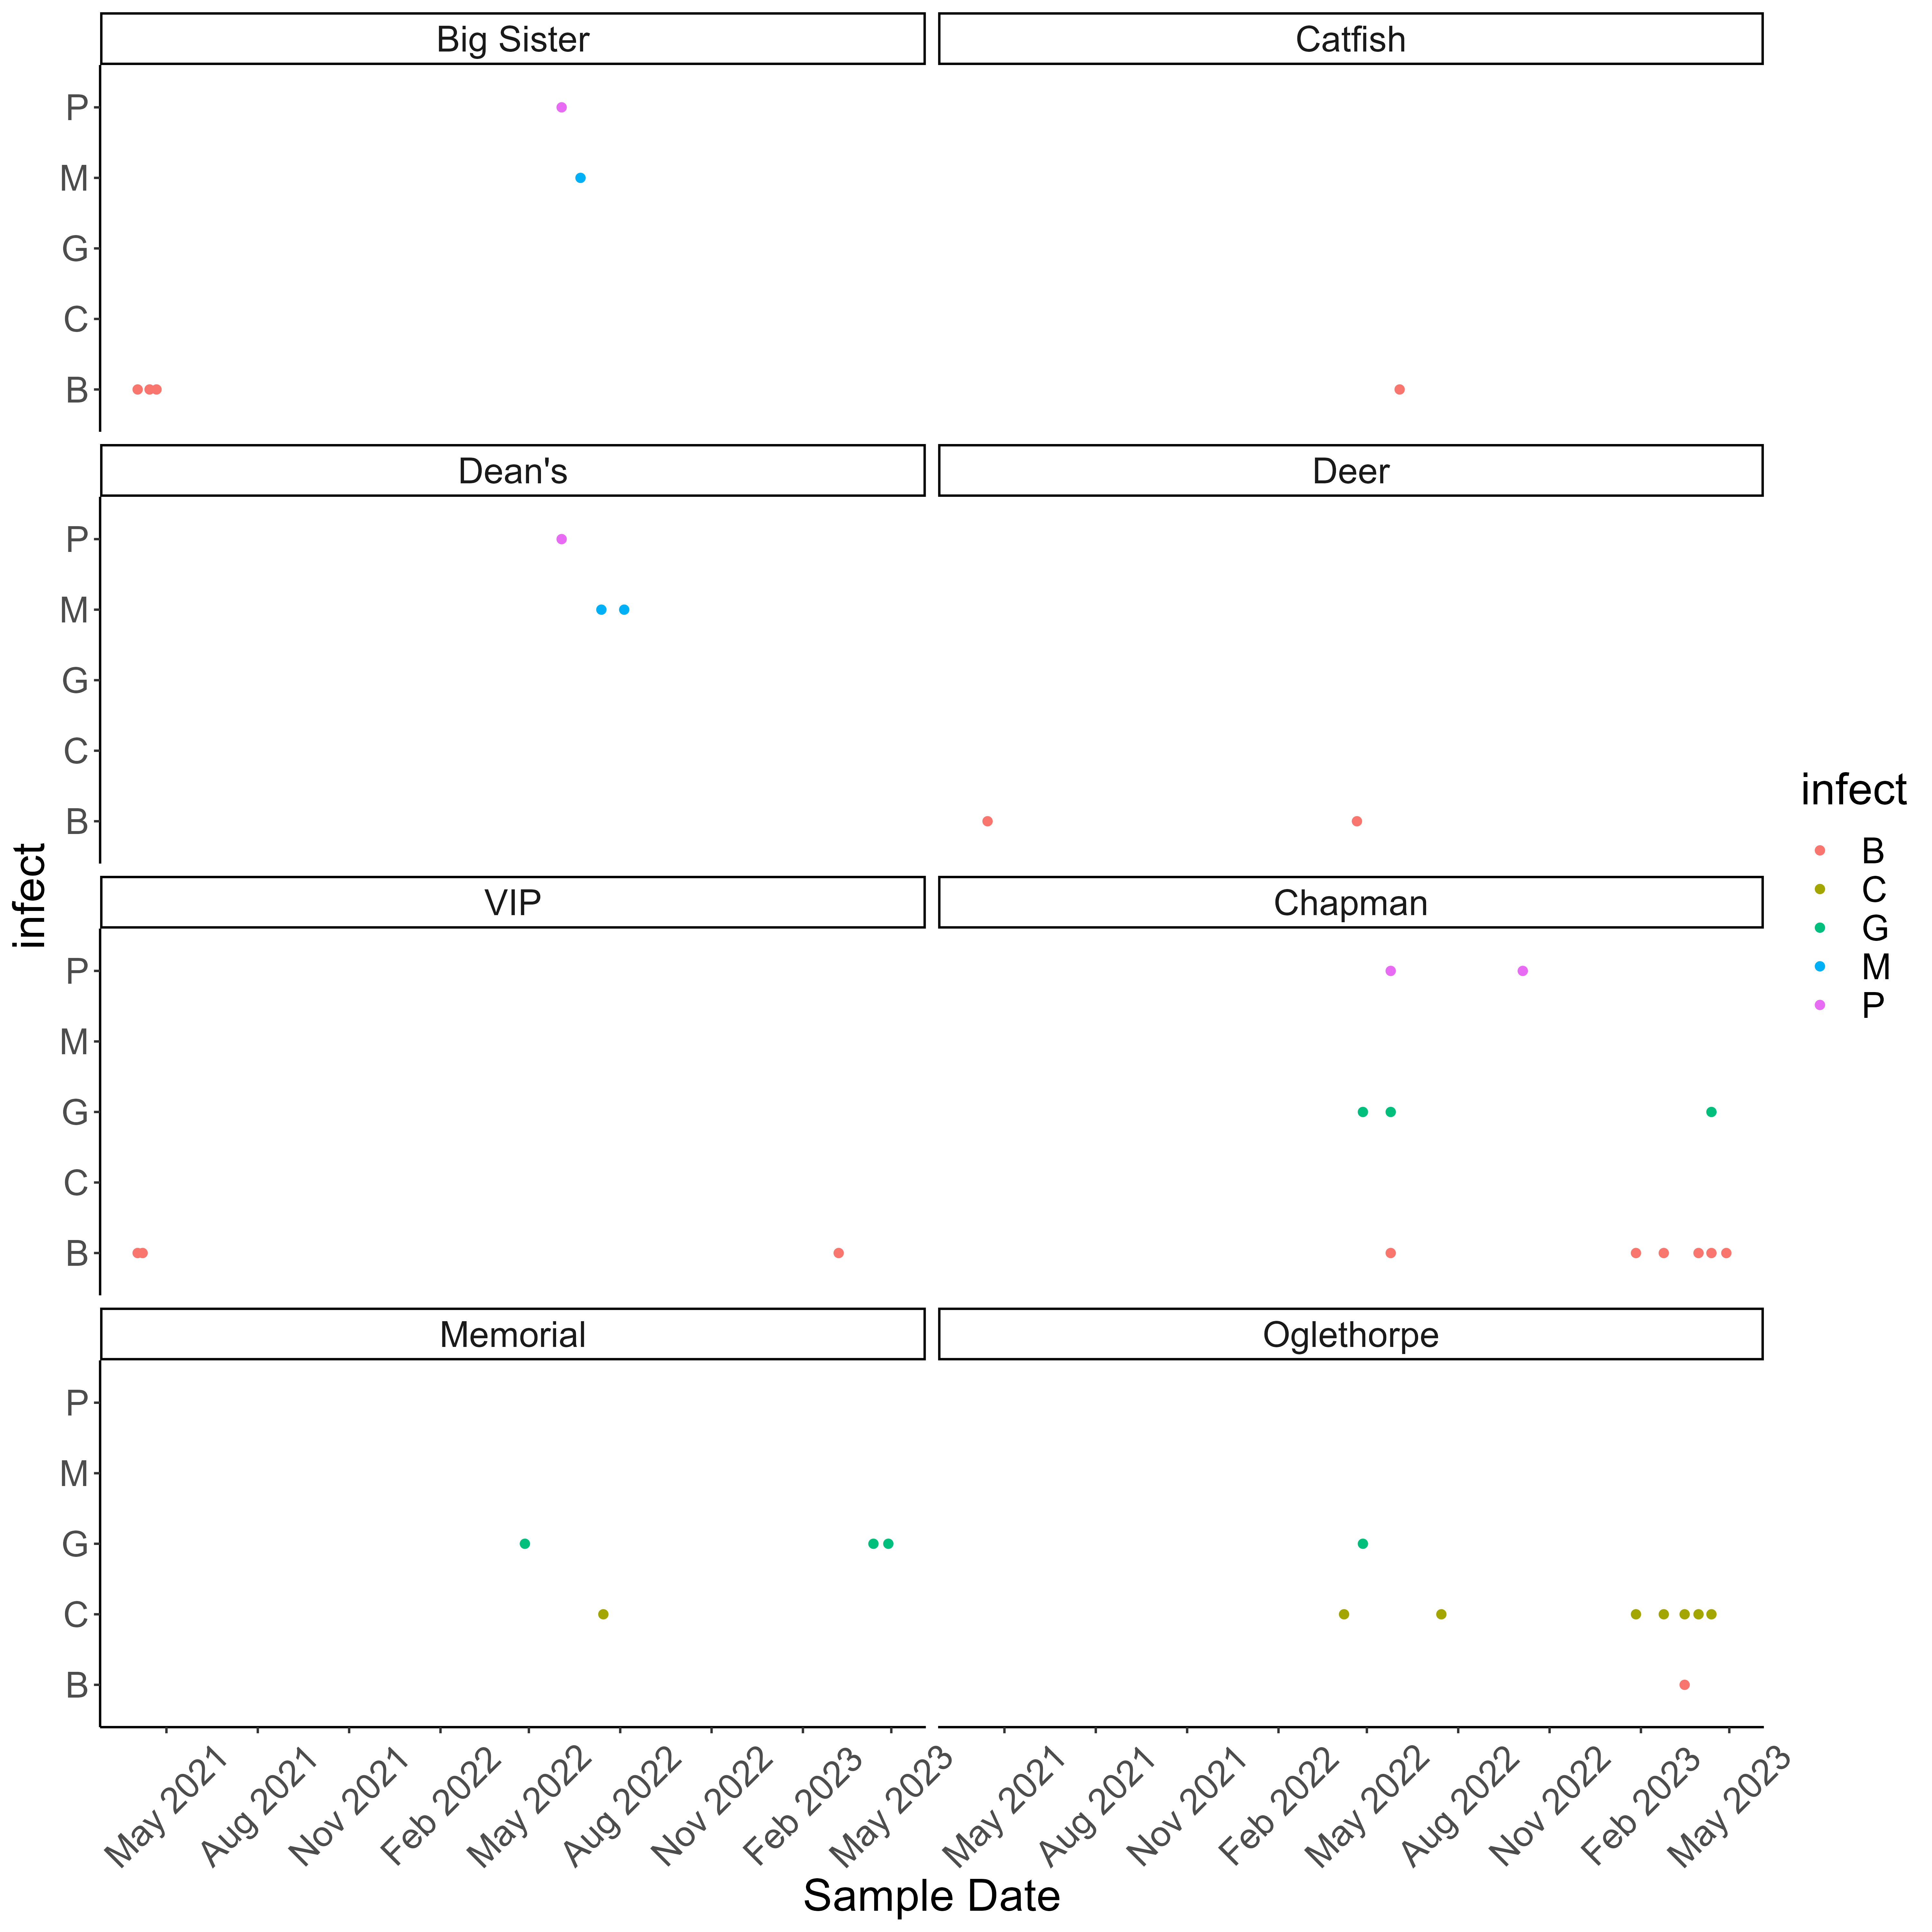 Big Sister
Catfish
P
M
G
C
B
Dean's
Deer
P
M
G
C
B
VIP
Chapman
P
M
G
C
B
Memorial
Oglethorpe
P
M
G
C
B
infect
May 2021
Aug 2021
Nov 2021
Feb 2022
May 2022
Aug 2022
Nov 2022
Feb 2023
May 2023
May 2021
Aug 2021
Nov 2021
Feb 2022
May 2022
Aug 2022
Nov 2022
Feb 2023
May 2023
Sample Date
infect
B
C
G
M
P